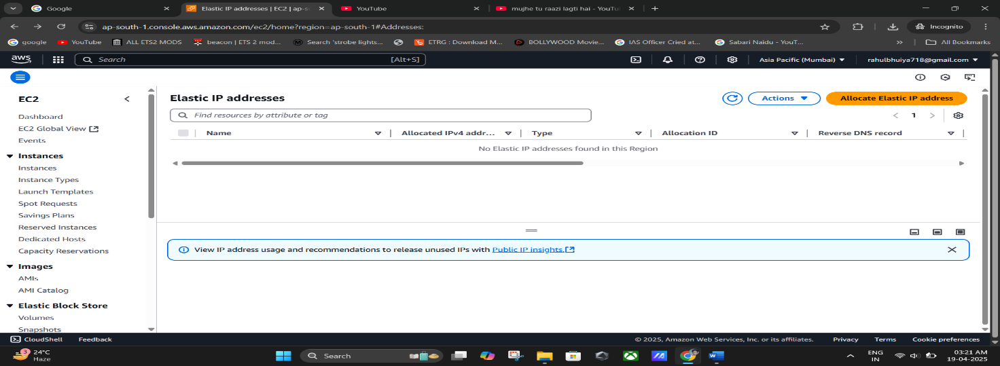 Google
Elastic IP addresses | EC2 | ap-s
YouTube
mujhe tu raazi lagti hai - YouTu
ap-south-1.console.aws.amazon.com/ec2/home?region=ap-south-1#Addresses:
Incognito
google
YouTube
ALL ETS2 MODS
beacon | ETS 2 mod...
Search 'strobe lights...
ETRG : Download M...
BOLLYWOOD Movie...
IAS Officer Cried at...
Sabari Naidu - YouT...
All Bookmarks
aws
Search
[Alt+S]
Asia Pacific (Mumbai)
rahulbhuiya718@gmail.com
EC2
Dashboard
EC2 Global View
Events
Instances
Instances
Instance Types
Launch Templates
Spot Requests
Savings Plans
Reserved Instances
Dedicated Hosts
Capacity Reservations
Images
AMIs
AMI Catalog
Elastic Block Store
Volumes
Snapshots
Elastic IP addresses
Actions
Allocate Elastic IP address
Find resources by attribute or tag
1
Name
Allocated IPv4 addr...
Type
Allocation ID
Reverse DNS record
No Elastic IP addresses found in this Region
View IP address usage and recommendations to release unused IPs with Public IP insights.
CloudShell
Feedback
© 2025, Amazon Web Services, Inc. or its affiliates.
Privacy
Terms
Cookie preferences
3
24°C
Haze
Search
ENG
IN
03:21 AM
19-04-2025